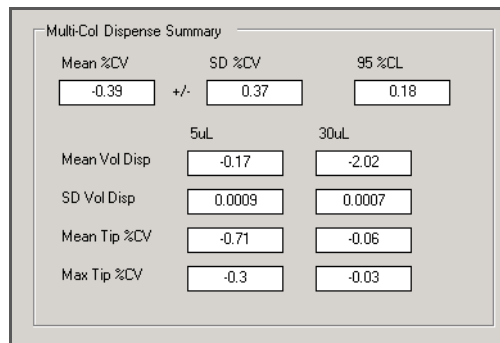 Multi-Col Dispense Summary
Mean %CV SD %CV 95 %CL
-0.39 +/- 0.37 0.18
5uL 30uL
Mean Vol Disp -0.17 -2.02
SD Vol Disp 0.0009 0.0007
Mean Tip %CV -0.71 -0.06
Max Tip %CV -0.3 -0.03